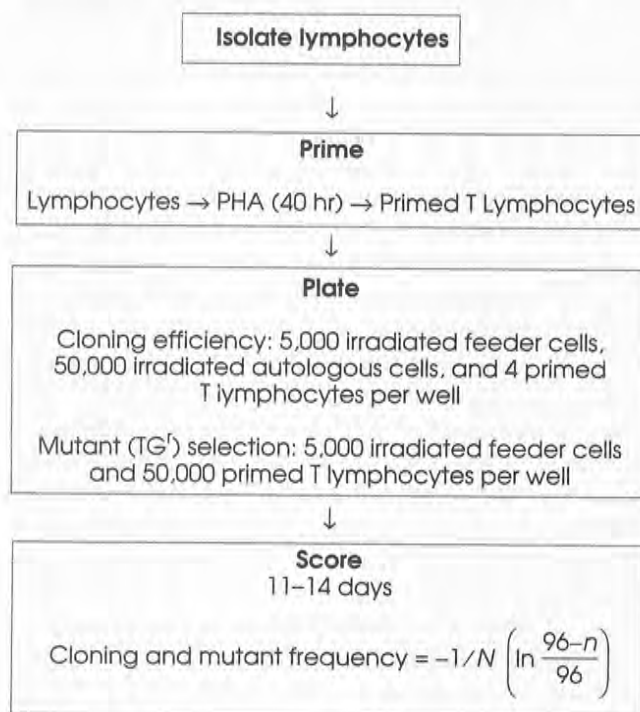 Isolate lymphocytes
↓
Prime
Lymphocytes → PHA (40 hr) → Primed T Lymphocytes
↓
Plate
Cloning efficiency: 5,000 irradiated feeder cells,
50,000 irradiated autologous cells, and 4 primed
T lymphocytes per well
Mutant (TGʳ) selection: 5,000 irradiated feeder cells
and 50,000 primed T lymphocytes per well
↓
Score
11–14 days
Cloning and mutant frequency = −1/N (ln 96−n/96)